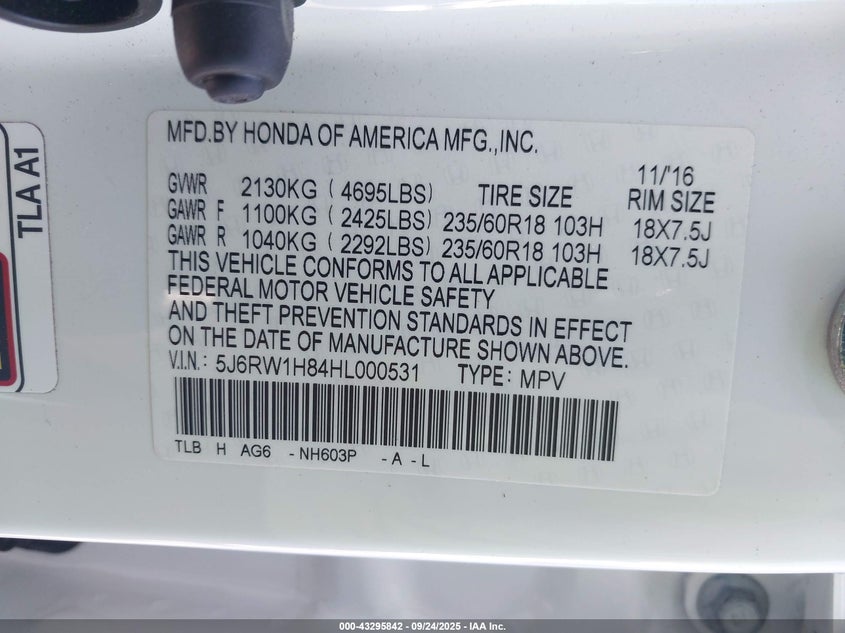 MFD.BY HONDA OF AMERICA MFG.,INC.
11/'16
GVWR 2130KG ( 4695LBS) TIRE SIZE RIM SIZE
GAWR F 1100KG ( 2425LBS) 235/60R18 103H 18X7.5J
GAWR R 1040KG ( 2292LBS) 235/60R18 103H 18X7.5J
THIS VEHICLE CONFORMS TO ALL APPLICABLE
FEDERAL MOTOR VEHICLE SAFETY
AND THEFT PREVENTION STANDARDS IN EFFECT
ON THE DATE OF MANUFACTURE SHOWN ABOVE.
V.I.N.: 5J6RW1H84HL000531 TYPE: MPV
TLB H AG6 -NH603P -A -L
TLA A1
000-43295842 - 09/24/2025 - IAA Inc.